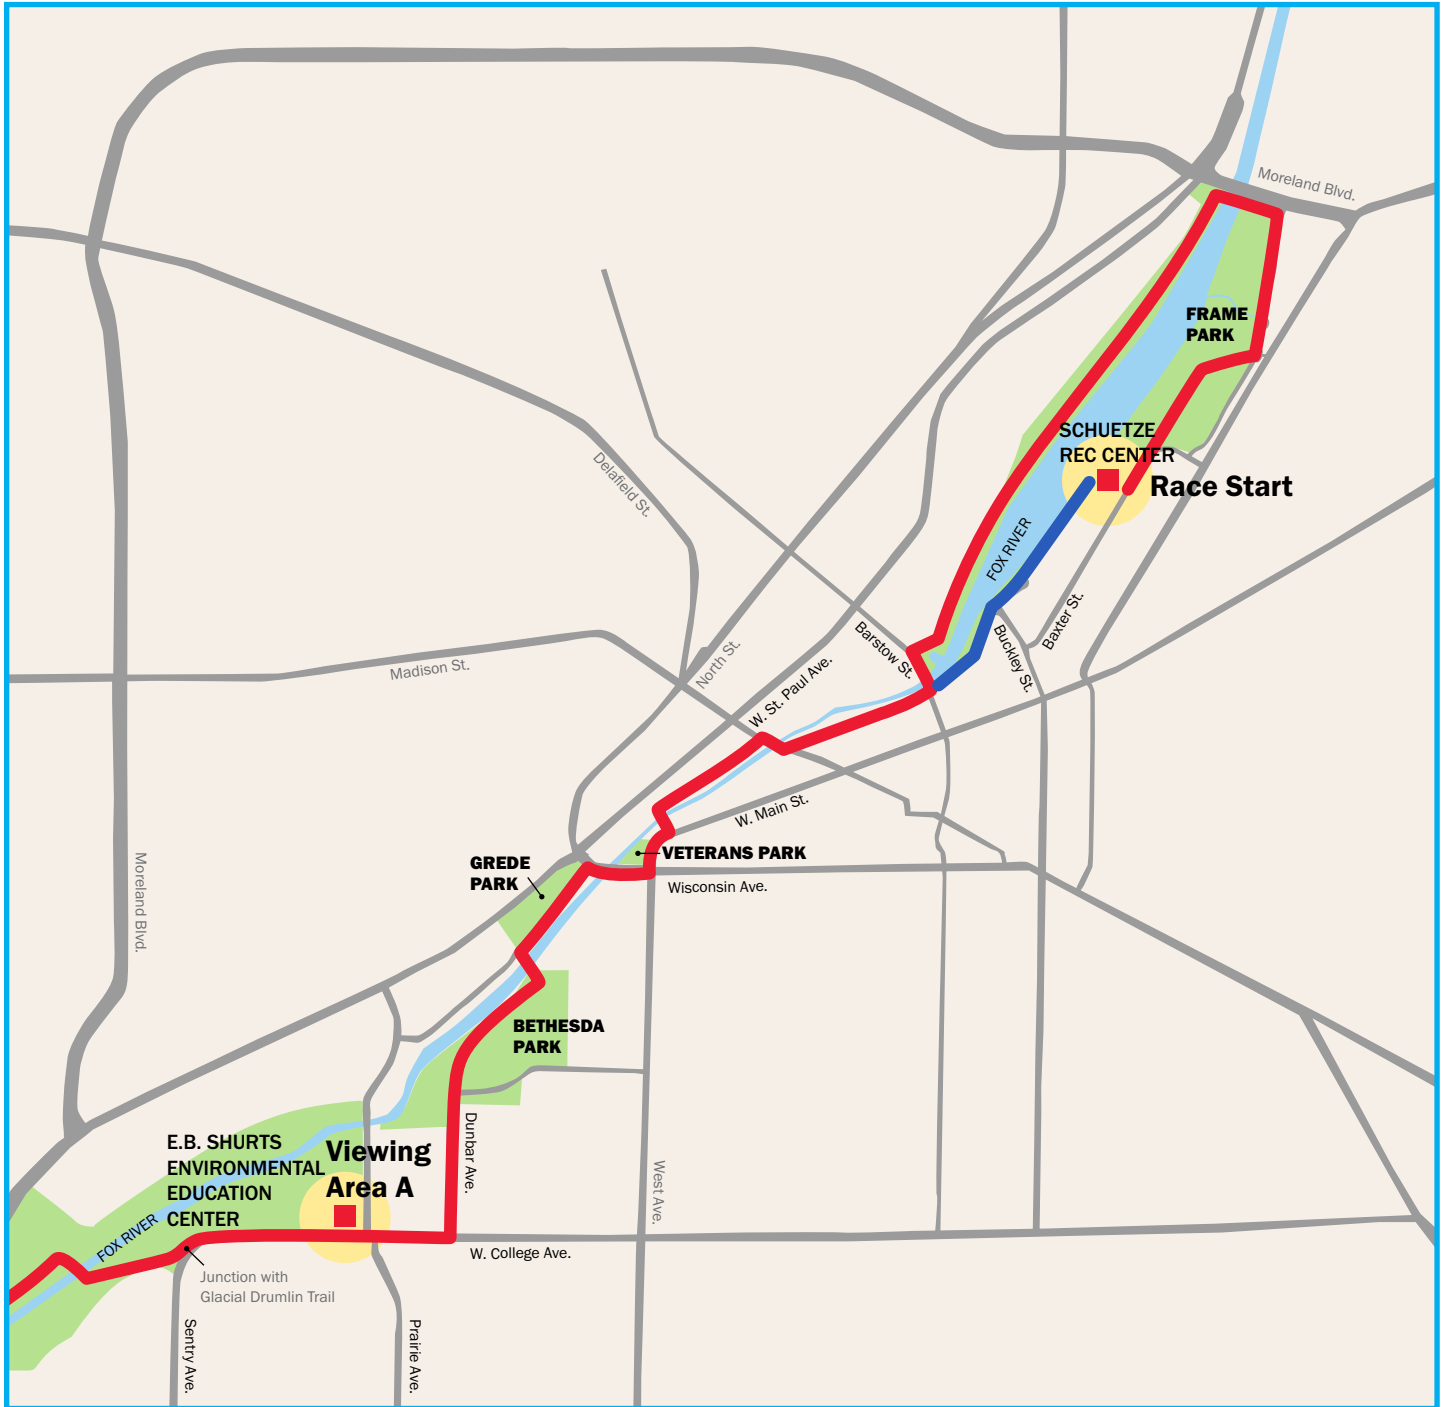 Moreland Blvd.
FRAME
PARK
SCHUETZE
REC CENTER
Race Start
Delafield St.
FOX RIVER
Baxter St.
Buckley St.
Barstow St.
North St.
Madison St.
W. St. Paul Ave.
W. Main St.
VETERANS PARK
GREDE
PARK
Wisconsin Ave.
Moreland Blvd.
BETHESDA
PARK
Dunbar Ave.
E.B. SHURTS
ENVIRONMENTAL
EDUCATION
CENTER
Viewing
Area A
West Ave.
FOX RIVER
W. College Ave.
Junction with
Glacial Drumlin Trail
Sentry Ave.
Prairie Ave.